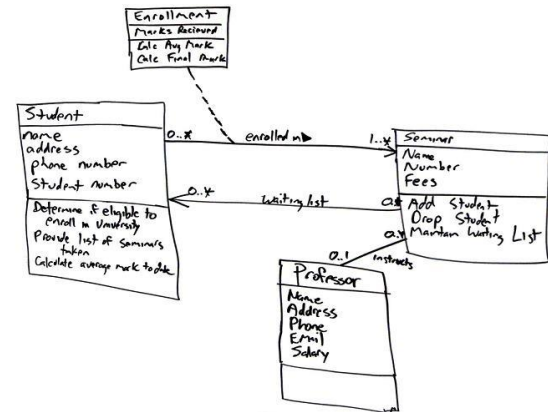 Enrollment
Marks Recieved
Calc Avg Mark
Calc Final Mark
Student
name
address
phone number
Student number
Determine if eligible to
enroll in University
Provide list of Seminars
taken
Calculate average mark to date
0..*
enrolled in
1..*
Seminar
Name
Number
Fees
Add Student
Drop Student
Maintain Waiting List
0..*
Waiting list
0..*
0..*
instructs
0..1
Professor
Name
Address
Phone
Email
Salary